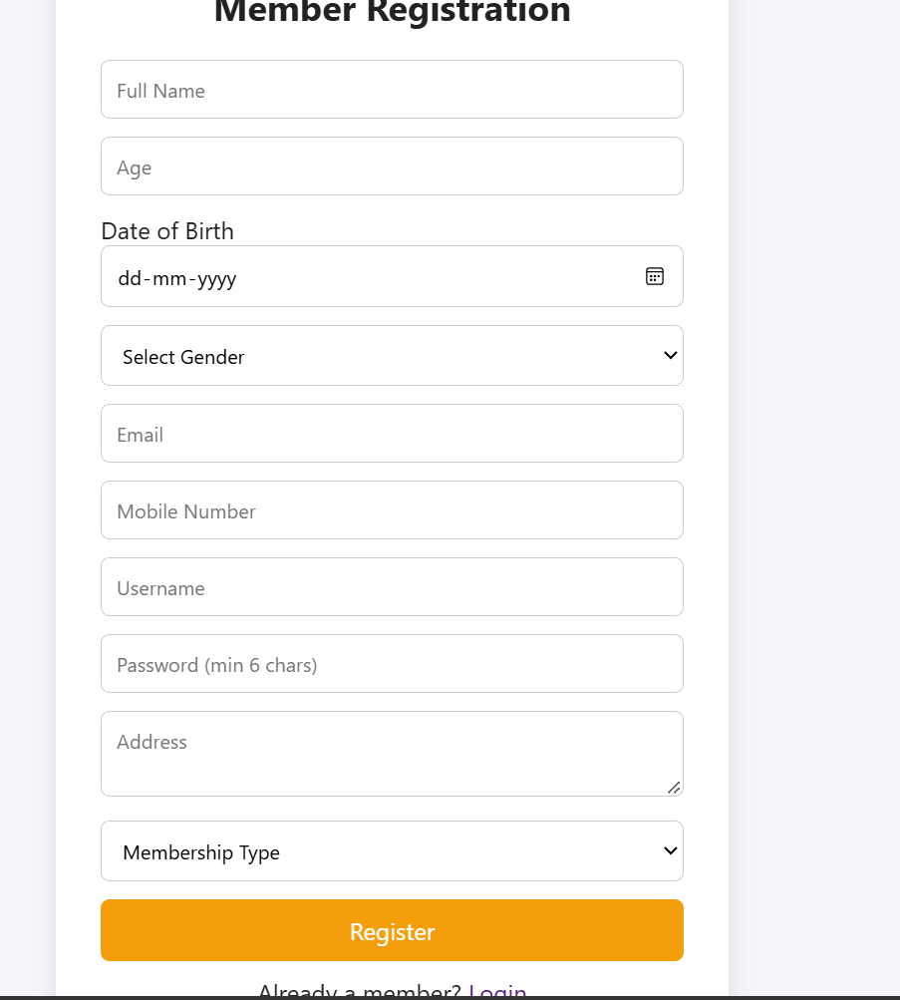 Member Registration
Full Name
Age
Date of Birth
dd-mm-yyyy
Select Gender
Email
Mobile Number
Username
Password (min 6 chars)
Address
Membership Type
Register
Already a member? Login